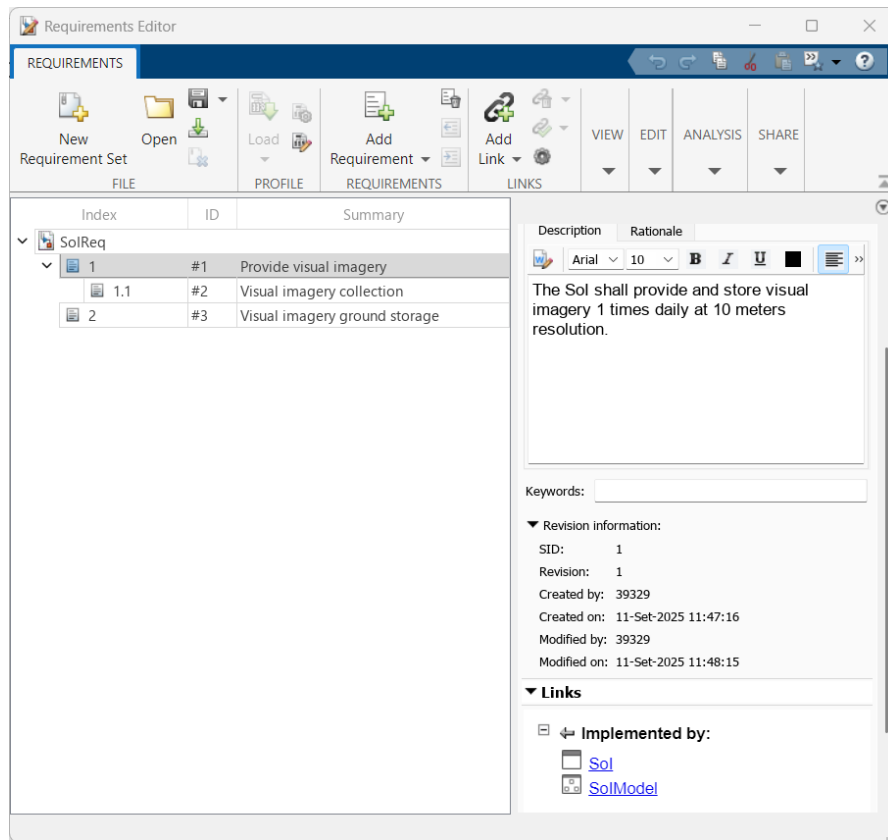 Requirements Editor
REQUIREMENTS
New
Requirement Set
Open
Load
Add
Requirement
Add
Link
VIEW
EDIT
ANALYSIS
SHARE
FILE
PROFILE
REQUIREMENTS
LINKS
Index ID Summary
SoIReq
1 #1 Provide visual imagery
1.1 #2 Visual imagery collection
2 #3 Visual imagery ground storage
Description Rationale
Arial 10 B I U
The SoI shall provide and store visual
imagery 1 times daily at 10 meters
resolution.
Keywords:
Revision information:
SID: 1
Revision: 1
Created by: 39329
Created on: 11-Set-2025 11:47:16
Modified by: 39329
Modified on: 11-Set-2025 11:48:15
Links
Implemented by:
SoI
SoIModel